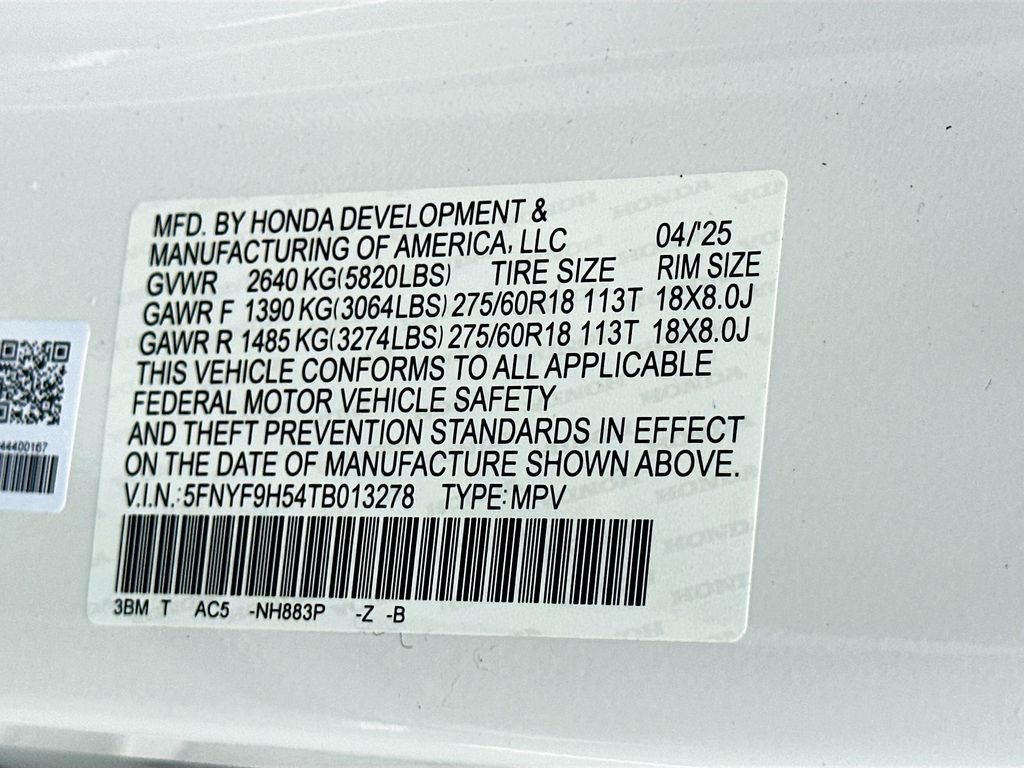 MFD. BY HONDA DEVELOPMENT &
MANUFACTURING OF AMERICA, LLC 04/'25
GVWR 2640 KG(5820LBS) TIRE SIZE RIM SIZE
GAWR F 1390 KG(3064LBS) 275/60R18 113T 18X8.0J
GAWR R 1485 KG(3274LBS) 275/60R18 113T 18X8.0J
THIS VEHICLE CONFORMS TO ALL APPLICABLE
FEDERAL MOTOR VEHICLE SAFETY
AND THEFT PREVENTION STANDARDS IN EFFECT
ON THE DATE OF MANUFACTURE SHOWN ABOVE.
V.I.N.: 5FNYF9H54TB013278 TYPE: MPV
3BM T AC5 -NH883P -Z -B
44400167